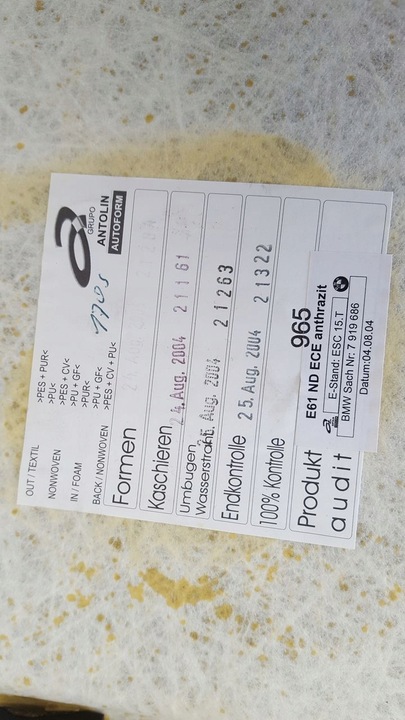 OUT / TEXTIL >PES + PUR<
>PU<
NONWOVEN >PES + CV<
>PU + GF<
IN / FOAM >PUR<
>PU + GF<
BACK / NONWOVEN >PES + CV + PU<
GRUPO
ANTOLIN
AUTOFORM
Formen
Kaschieren 24. Aug. 2004 21161
Umbugen
Wasserstrahl 25. Aug. 2004
Endkontrolle 21263
100% Kontrolle 25. Aug. 2004 21322
Produkt
audit
965
E61 ND ECE anthrazit
E-Stand: ESC 15.T
BMW Sach Nr: 7 919 686
Datum:04.08.04